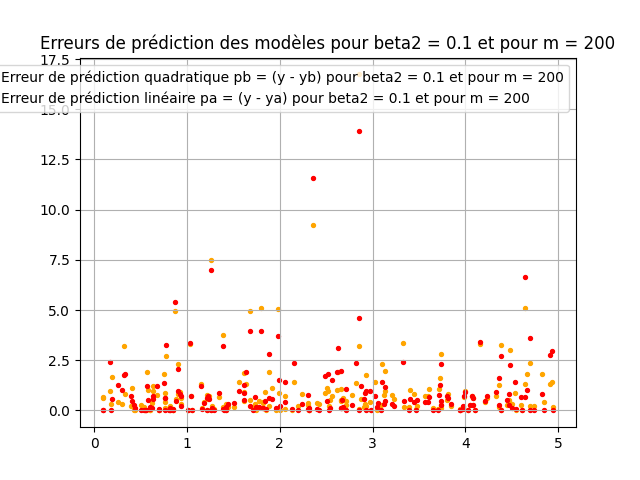 Erreurs de prédiction des modèles pour beta2 = 0.1 et pour m = 200
Erreur de prédiction quadratique pb = (y - yb) pour beta2 = 0.1 et pour m = 200
Erreur de prédiction linéaire pa = (y - ya) pour beta2 = 0.1 et pour m = 200
17.5
15.0
12.5
10.0
7.5
5.0
2.5
0.0
0 1 2 3 4 5